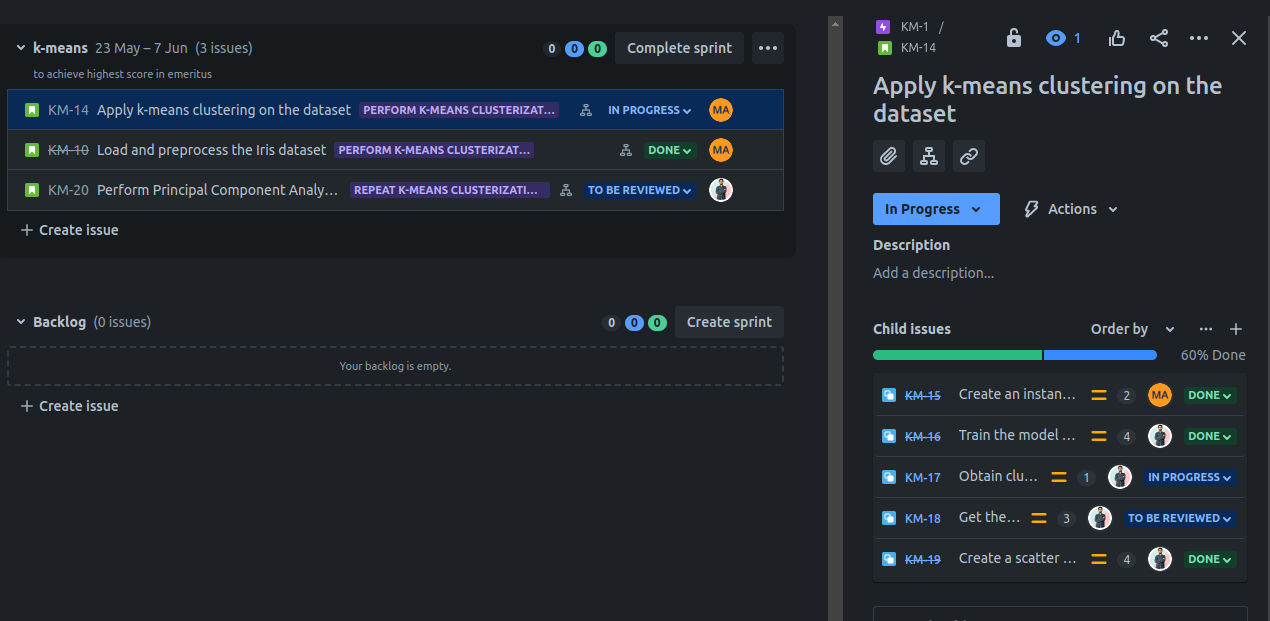 k-means 23 May – 7 Jun (3 issues) 0 0 0 Complete sprint
to achieve highest score in emeritus
KM-14 Apply k-means clustering on the dataset PERFORM K-MEANS CLUSTERIZAT... IN PROGRESS MA
KM-10 Load and preprocess the Iris dataset PERFORM K-MEANS CLUSTERIZAT... DONE MA
KM-20 Perform Principal Component Analy... REPEAT K-MEANS CLUSTERIZATI... TO BE REVIEWED
+ Create issue
Backlog (0 issues) 0 0 0 Create sprint
Your backlog is empty.
+ Create issue
KM-1 /
KM-14
1
Apply k-means clustering on the
dataset
In Progress Actions
Description
Add a description...
Child issues Order by
60% Done
KM-15 Create an instan... 2 MA DONE
KM-16 Train the model ... 4 DONE
KM-17 Obtain clu... 1 IN PROGRESS
KM-18 Get the... 3 TO BE REVIEWED
KM-19 Create a scatter ... 4 DONE